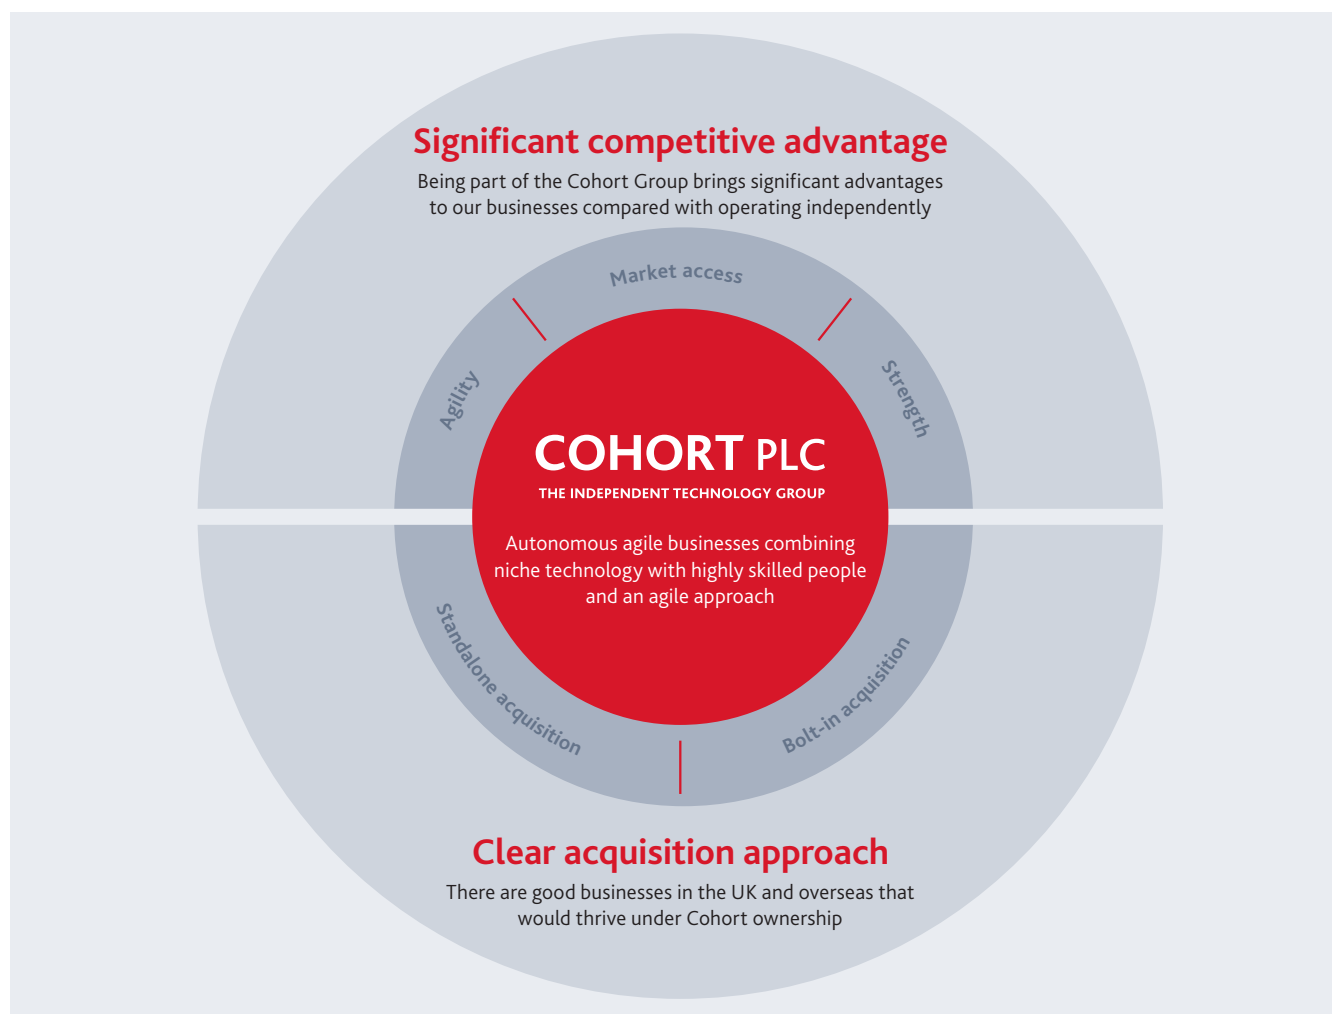 Significant competitive advantage
Being part of the Cohort Group brings significant advantages
to our businesses compared with operating independently
Market access
Agility
Strength
COHORT PLC
THE INDEPENDENT TECHNOLOGY GROUP
Autonomous agile businesses combining
niche technology with highly skilled people
and an agile approach
Standalone acquisition
Bolt-in acquisition
Clear acquisition approach
There are good businesses in the UK and overseas that
would thrive under Cohort ownership